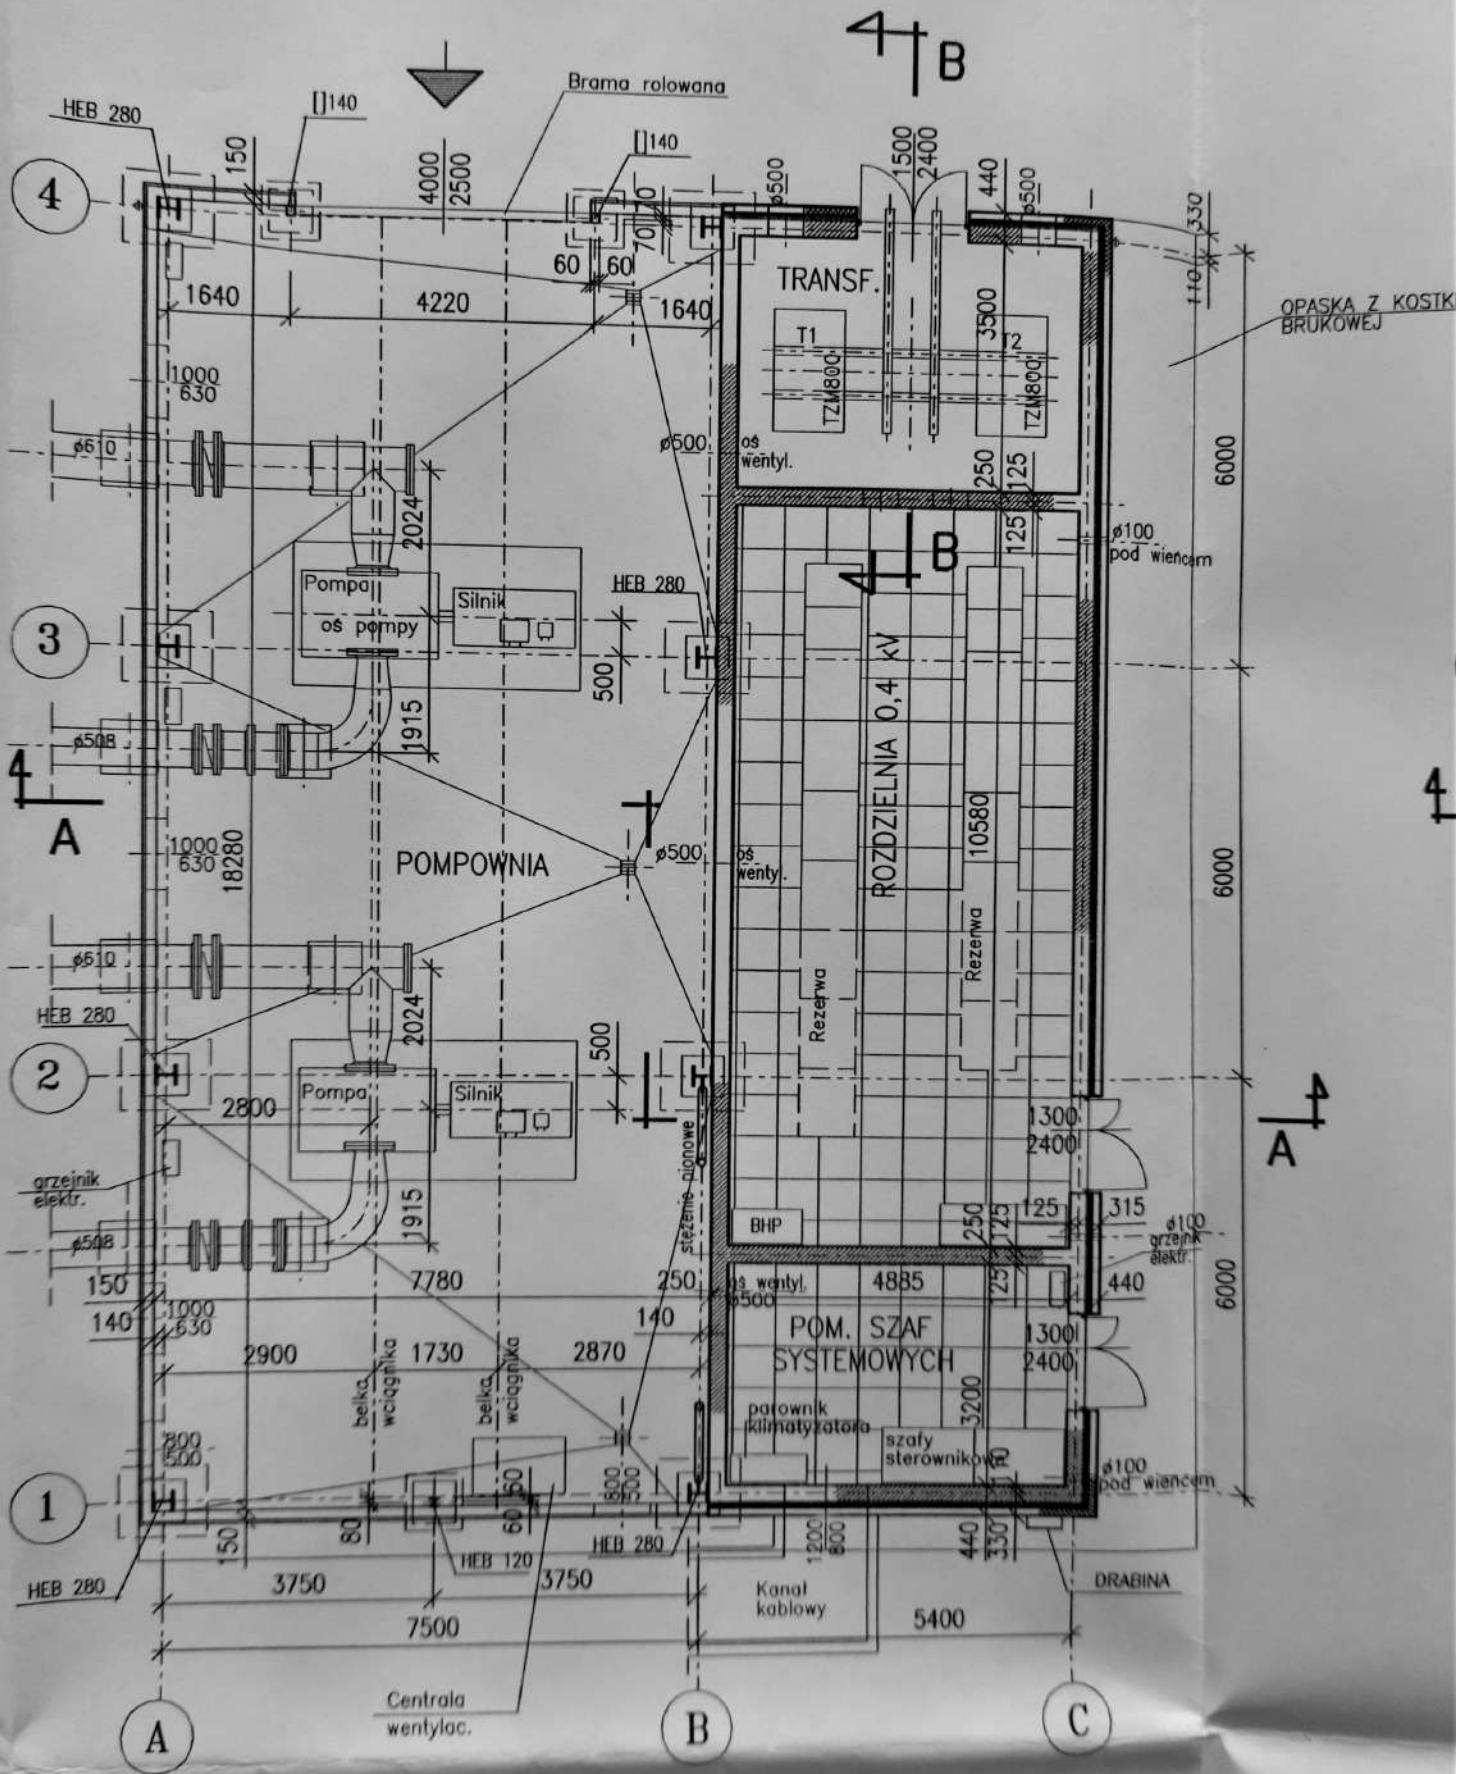 B
Brama rolowana
HEB 280
[]140
[]140
150
4000
2500
1500
2400
440
ø500
ø500
4
70
70
330
110
60
60
TRANSF.
1640
4220
1640
3500
OPASKA Z KOSTK
BRUKOWEJ
T1
T2
TZM800
TZM800
1000
630
ø610
ø500
oś
wentyl.
6000
2024
250
125
125
B
ø100
pod wieńcem
Pompa
Silnik
oś pompy
HEB 280
3
500
1915
ø508
ROZDZIELNIA 0,4 kV
A
1000
630
18280
POMPOWNIA
ø500
oś
wentyl.
10580
6000
ø610
Rezerwa
Rezerwa
HEB 280
2024
500
2
Pompa
Silnik
2800
1300
2400
A
stężenie pionowe
grzejnik
elektr.
1915
BHP
250
125
125
125
315
ø508
ø100
grzejnik
elektr.
150
7780
250
oś wentyl.
ø500
4885
440
140
1000
630
140
POM. SZAF
SYSTEMOWYCH
1300
2400
6000
2900
1730
2870
belka
wciągnika
belka
wciągnika
3200
parownik
klimatyzatora
szafy
sterownikowe
800
500
800
500
60
60
110
ø100
pod wieńcem
1
150
80
HEB 120
HEB 280
1200
800
440
330
HEB 280
3750
3750
Kanał
kablowy
DRABINA
7500
5400
Centrala
wentylac.
A
B
C